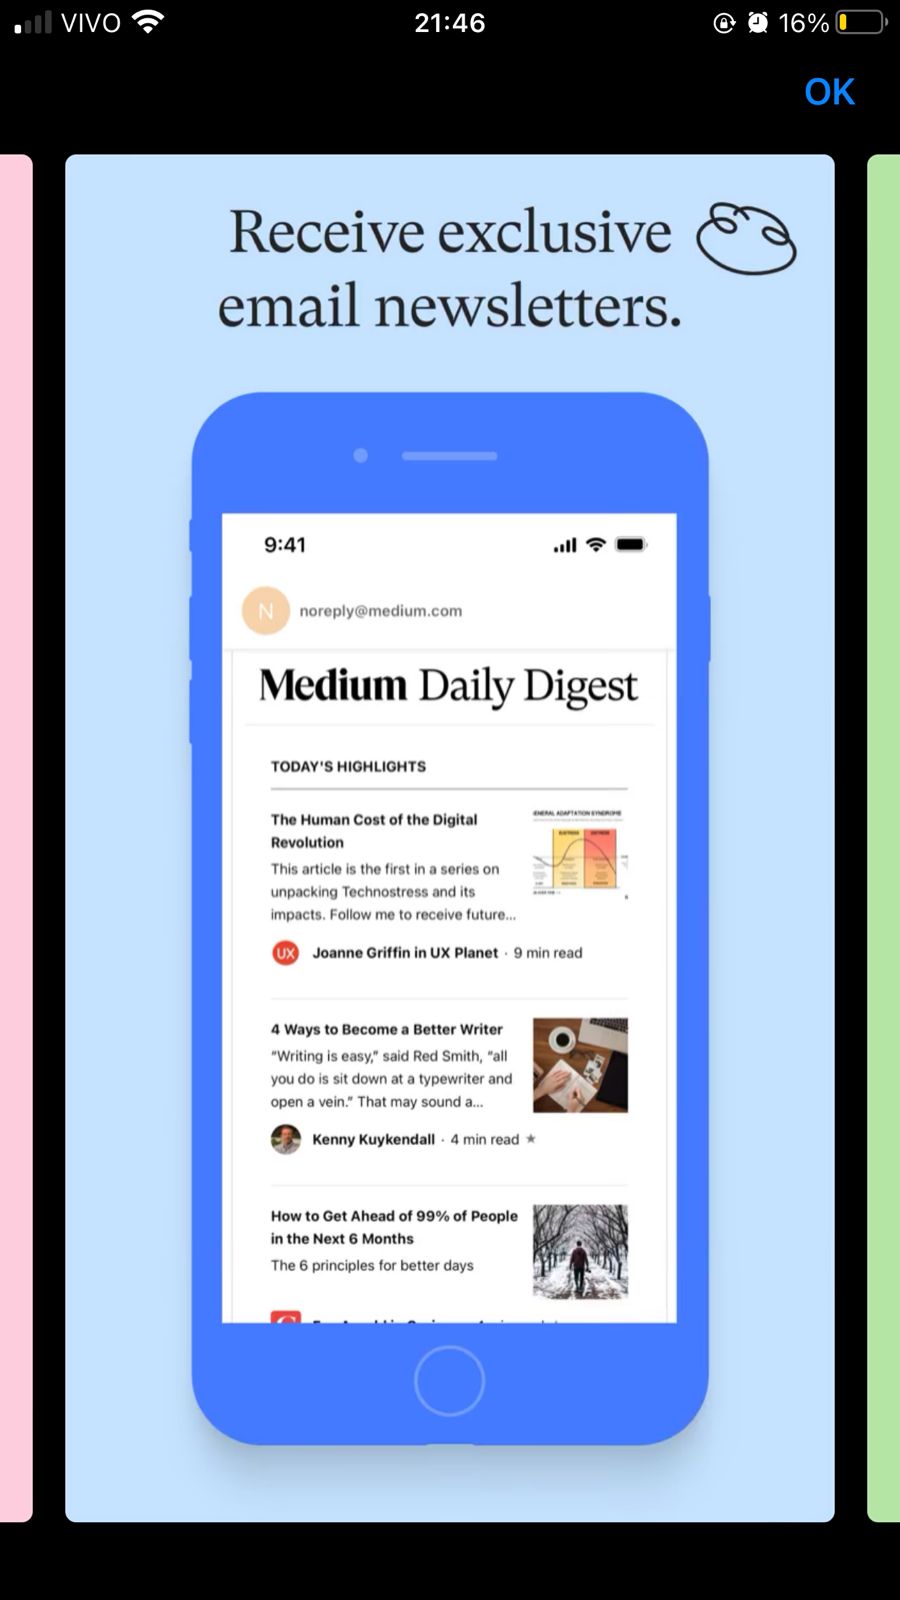 VIVO
21:46
16%
OK
Receive exclusive
email newsletters.
9:41
N
noreply@medium.com
Medium Daily Digest
TODAY'S HIGHLIGHTS
The Human Cost of the Digital
Revolution
This article is the first in a series on
unpacking Technostress and its
impacts. Follow me to receive future...
GENERAL ADAPTATION SYNDROME
UX
Joanne Griffin in UX Planet · 9 min read
4 Ways to Become a Better Writer
“Writing is easy,” said Red Smith, “all
you do is sit down at a typewriter and
open a vein.” That may sound a...
Kenny Kuykendall · 4 min read ★
How to Get Ahead of 99% of People
in the Next 6 Months
The 6 principles for better days